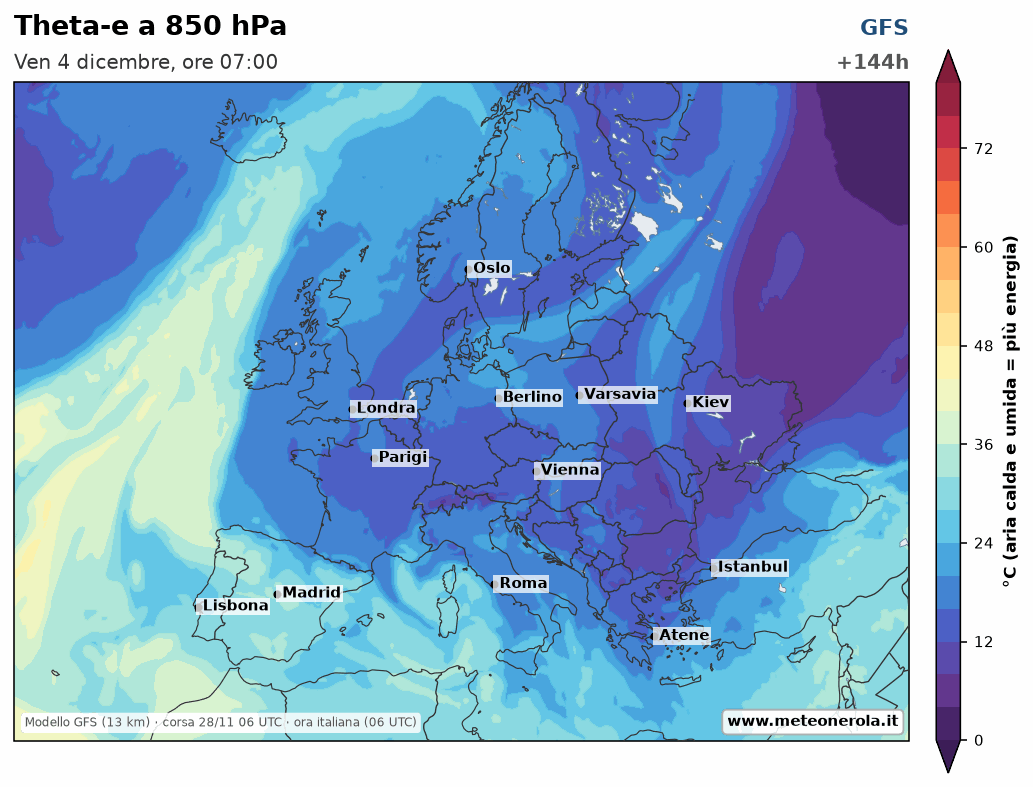 Theta-e a 850 hPa
GFS
Ven 4 dicembre, ore 07:00
+144h
72
60
48
36
24
12
0
°C (aria calda e umida = più energia)
Oslo
Londra
Berlino
Varsavia
Kiev
Parigi
Vienna
Istanbul
Roma
Madrid
Lisbona
Atene
Modello GFS (13 km) · corsa 28/11 06 UTC · ora italiana (06 UTC)
www.meteonerola.it